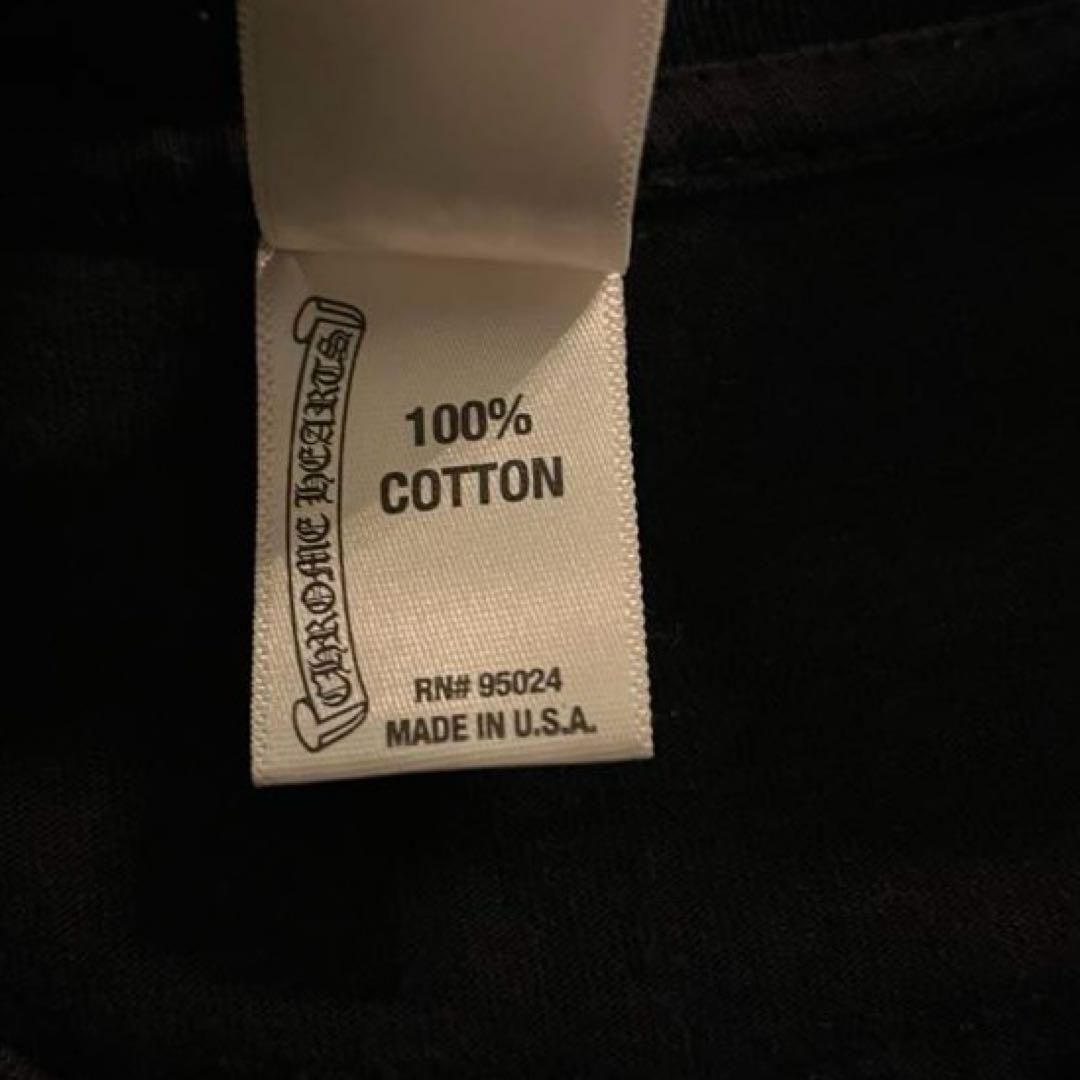 CHROME HEARTS
100%
COTTON
RN# 95024
MADE IN U.S.A.